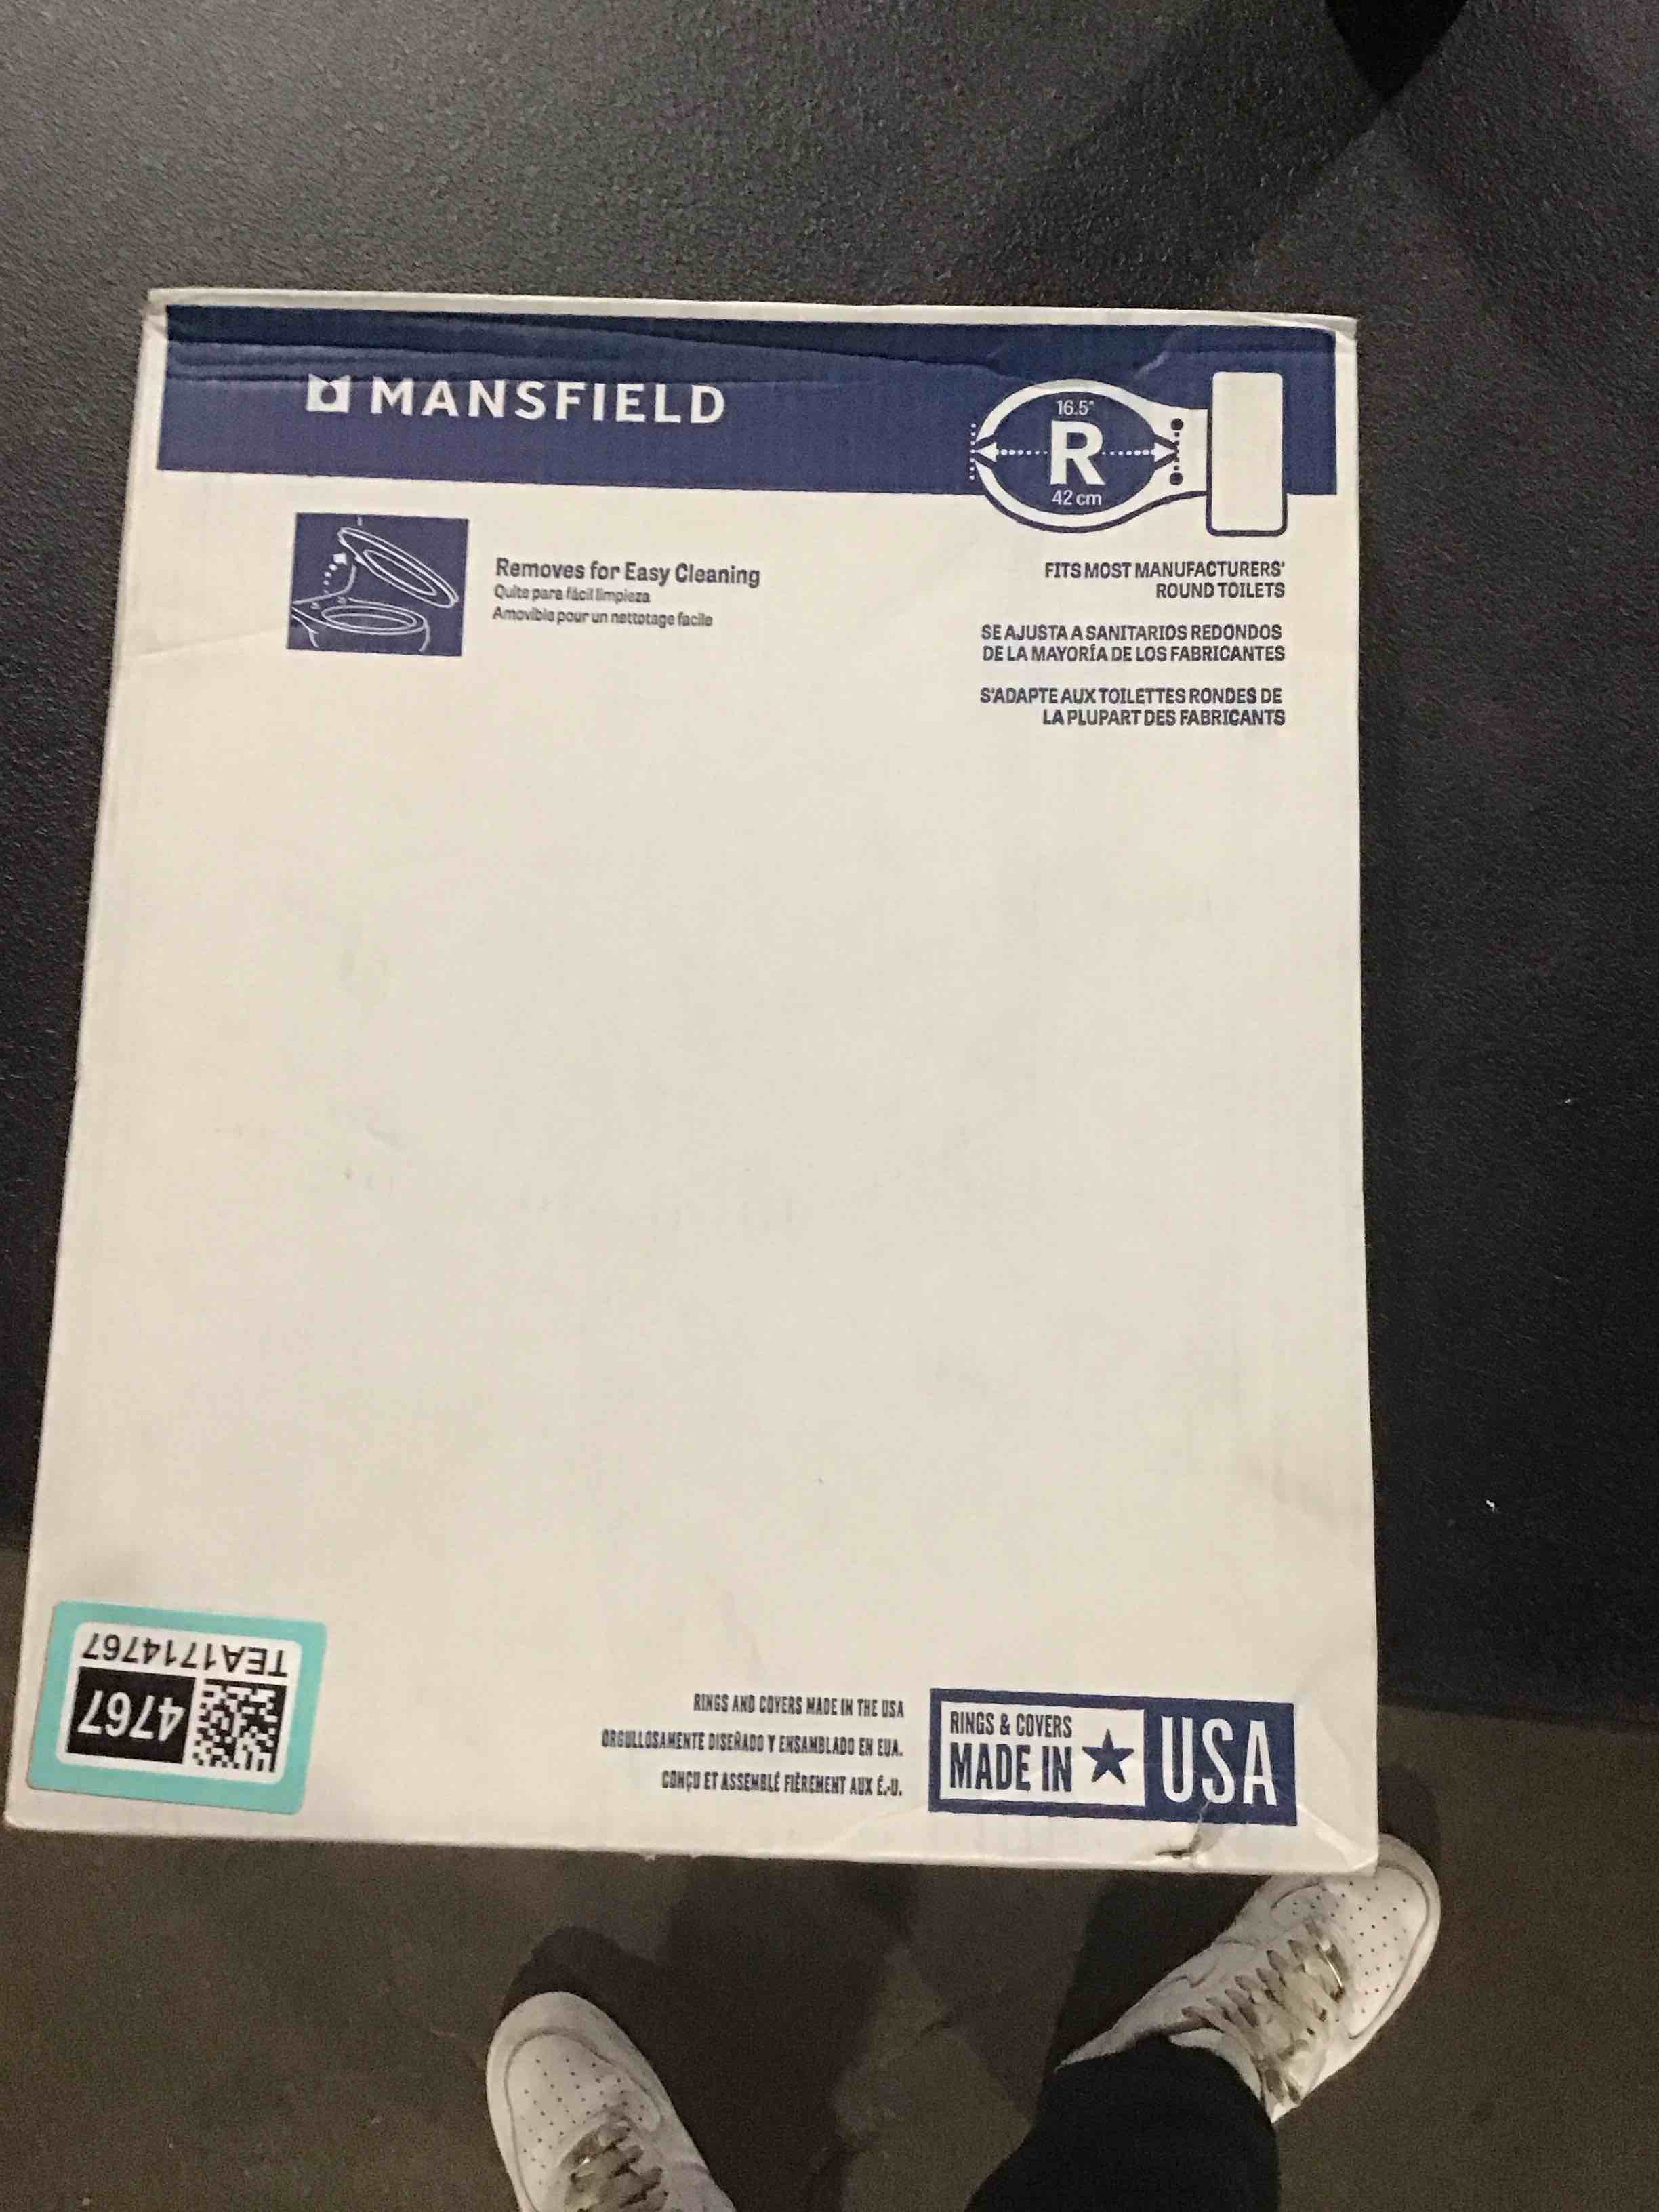 MANSFIELD
16.5"
R
42 cm
Removes for Easy Cleaning
Quite para fácil limpieza
Amovible pour un nettotage facile
FITS MOST MANUFACTURERS'
ROUND TOILETS
SE AJUSTA A SANITARIOS REDONDOS
DE LA MAYORÍA DE LOS FABRICANTES
S'ADAPTE AUX TOILETTES RONDES DE
LA PLUPART DES FABRICANTS
TEA1714767
4767
RINGS AND COVERS MADE IN THE USA
ORGULLOSAMENTE DISEÑADO Y ENSAMBLADO EN EUA.
CONÇU ET ASSEMBLÉ FIÈREMENT AUX É.-U.
RINGS & COVERS
MADE IN
USA